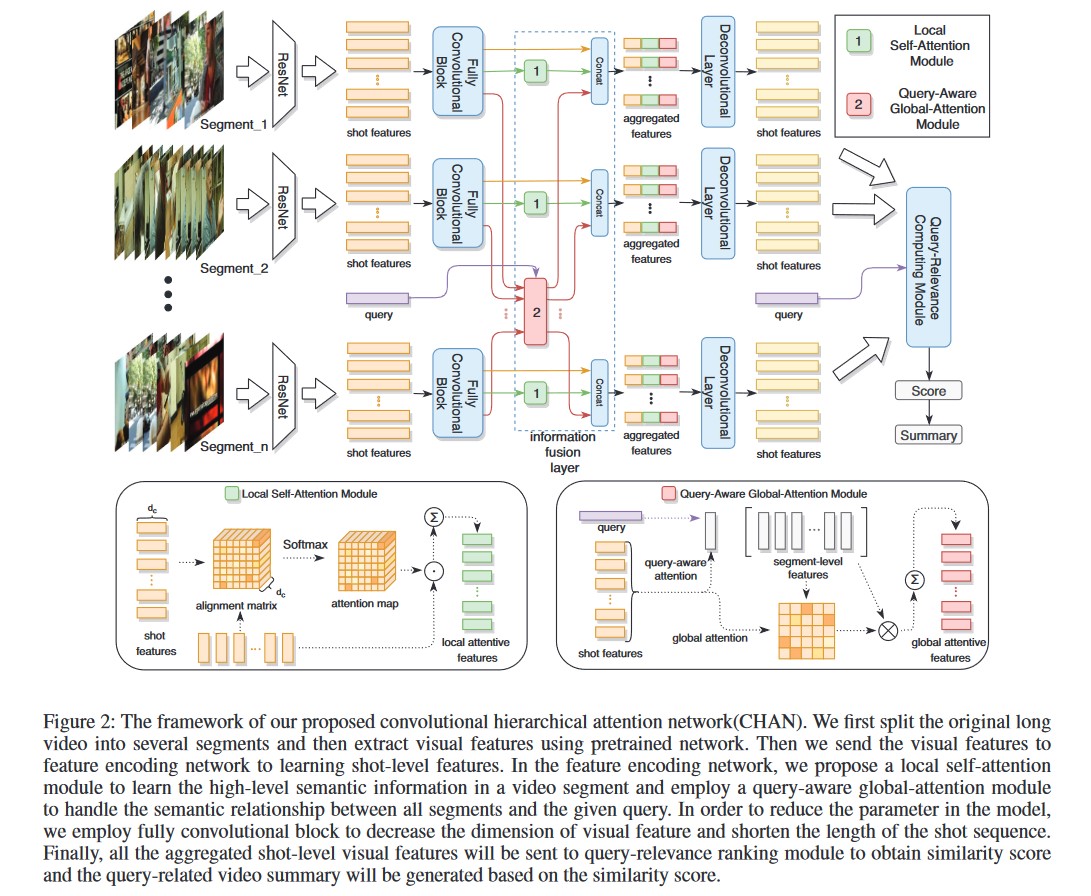 Segment_1
ResNet
shot features
Fully
Convolutional
Block
1
Concat
aggregated
features
Deconvolutional
Layer
shot features
1
Local
Self-Attention
Module
2
Query-Aware
Global-Attention
Module
Segment_2
ResNet
shot features
Fully
Convolutional
Block
1
Concat
aggregated
features
Deconvolutional
Layer
shot features
query
2
query
Query-Relevance
Computing Module
Segment_n
ResNet
shot features
Fully
Convolutional
Block
1
Concat
information
fusion
layer
aggregated
features
Deconvolutional
Layer
shot features
Score
Summary
Local Self-Attention Module
dc
shot
features
alignment matrix
dc
Softmax
attention map
Σ
local attentive
features
Query-Aware Global-Attention Module
query
shot features
query-aware
attention
segment-level
features
global attention
Σ
global attentive
features
Figure 2: The framework of our proposed convolutional hierarchical attention network(CHAN). We first split the original long
video into several segments and then extract visual features using pretrained network. Then we send the visual features to
feature encoding network to learning shot-level features. In the feature encoding network, we propose a local self-attention
module to learn the high-level semantic information in a video segment and employ a query-aware global-attention module
to handle the semantic relationship between all segments and the given query. In order to reduce the parameter in the model,
we employ fully convolutional block to decrease the dimension of visual feature and shorten the length of the shot sequence.
Finally, all the aggregated shot-level visual features will be sent to query-relevance ranking module to obtain similarity score
and the query-related video summary will be generated based on the similarity score.